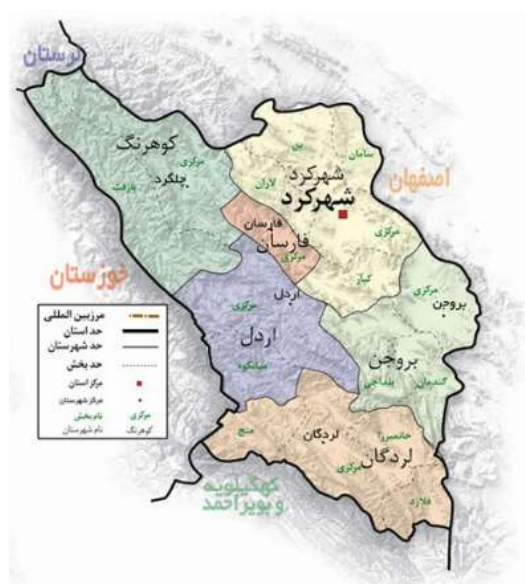 لرستان
کوهرنگ
مرکزی
چلگرد
بازفت
بن
سامان
شهرکرد
لاران
شهرکرد
اصفهان
فارسان
فارسان
مرکزی
مرکزی
کیار
خوزستان
اردل
مرکزی
اردل
میانکوه
مرکزی
بروجن
بروجن
بلداجی
گندمان
منج
لردگان
خانمیرزا
لردگان
مرکزی
فلارد
کهگیلویه
و بویراحمد
مرزبین المللی
حد استان
حد شهرستان
حد بخش
مرکز استان
مرکز شهرستان
نام بخش مرکزی
نام شهرستان کوهرنگ